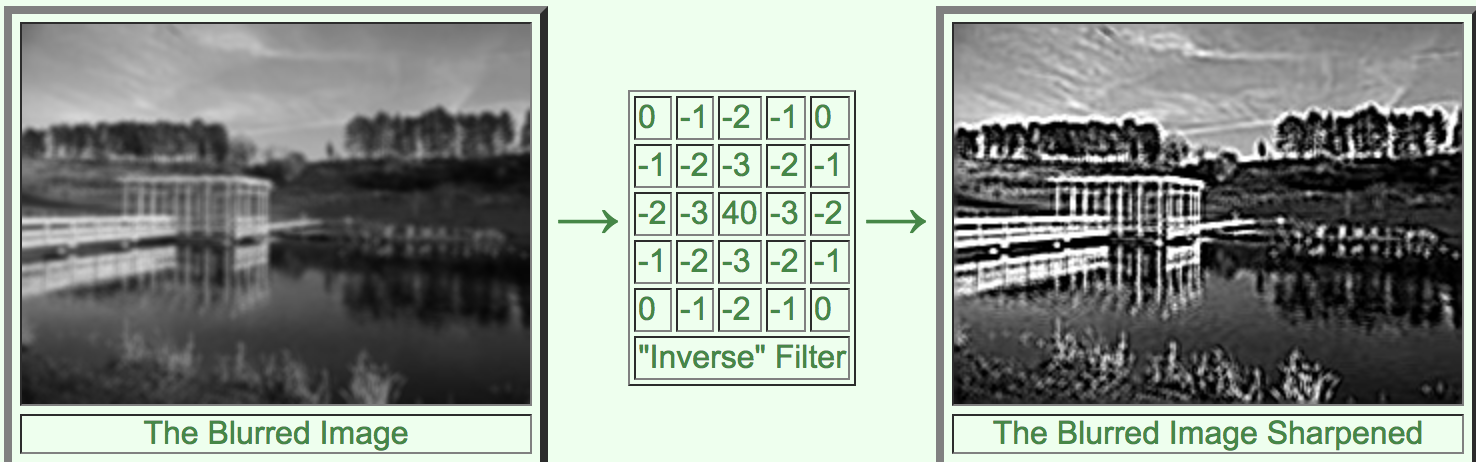 0 -1 -2 -1 0
-1 -2 -3 -2 -1
-2 -3 40 -3 -2
-1 -2 -3 -2 -1
0 -1 -2 -1 0
"Inverse" Filter
The Blurred Image
The Blurred Image Sharpened